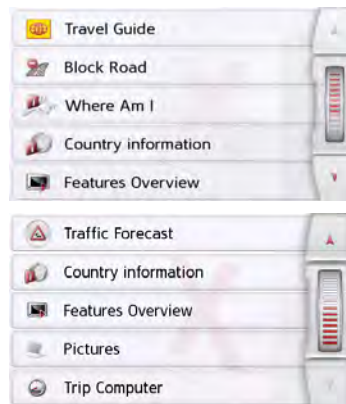 Travel Guide
Block Road
Where Am I
Country information
Features Overview
Traffic Forecast
Country information
Features Overview
Pictures
Trip Computer